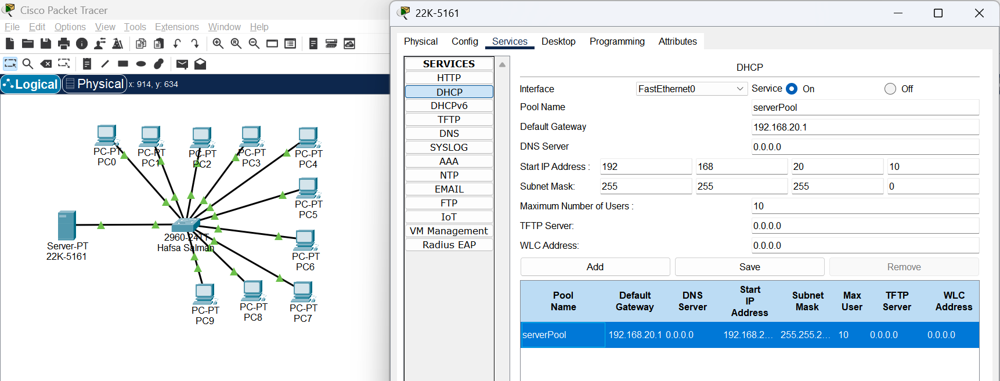 Cisco Packet Tracer
File Edit Options View Tools Extensions Window Help
Logical Physical x: 914, y: 634
PC-PT
PC0
PC-PT
PC1
PC-PT
PC2
PC-PT
PC3
PC-PT
PC4
PC-PT
PC5
PC-PT
PC6
PC-PT
PC7
PC-PT
PC8
PC-PT
PC9
Server-PT
22K-5161
2960-24TT
Hafsa Salman
22K-5161
Physical Config Services Desktop Programming Attributes
SERVICES
HTTP
DHCP
DHCPv6
TFTP
DNS
SYSLOG
AAA
NTP
EMAIL
FTP
IoT
VM Management
Radius EAP
DHCP
Interface FastEthernet0 Service On Off
Pool Name serverPool
Default Gateway 192.168.20.1
DNS Server 0.0.0.0
Start IP Address : 192 168 20 10
Subnet Mask: 255 255 255 0
Maximum Number of Users : 10
TFTP Server: 0.0.0.0
WLC Address: 0.0.0.0
Add Save Remove
Pool Name Default Gateway DNS Server Start IP Address Subnet Mask Max User TFTP Server WLC Address
serverPool 192.168.20.1 0.0.0.0 192.168.2... 255.255.2... 10 0.0.0.0 0.0.0.0